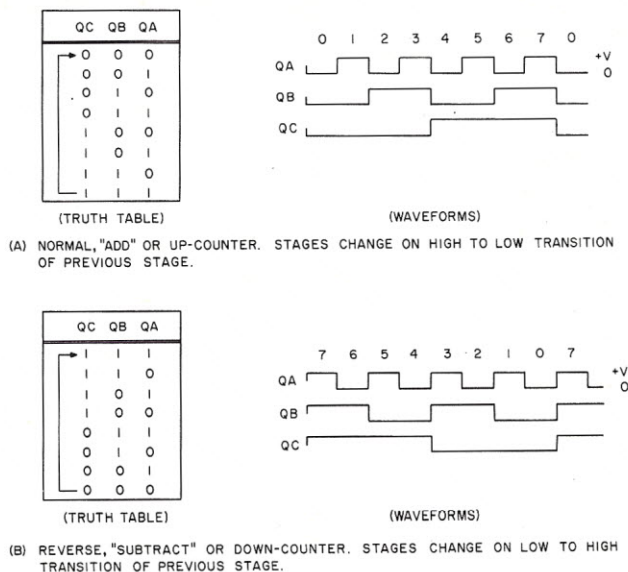 QC QB QA
0 0 0
0 0 1
0 1 0
0 1 1
1 0 0
1 0 1
1 1 0
1 1 1
(TRUTH TABLE)
0 1 2 3 4 5 6 7 0
QA +V
0
QB
QC
(WAVEFORMS)
(A) NORMAL, "ADD" OR UP-COUNTER. STAGES CHANGE ON HIGH TO LOW TRANSITION
OF PREVIOUS STAGE.
QC QB QA
1 1 1
1 1 0
1 0 1
1 0 0
0 1 1
0 1 0
0 0 1
0 0 0
(TRUTH TABLE)
7 6 5 4 3 2 1 0 7
QA +V
0
QB
QC
(WAVEFORMS)
(B) REVERSE, "SUBTRACT" OR DOWN-COUNTER. STAGES CHANGE ON LOW TO HIGH
TRANSITION OF PREVIOUS STAGE.